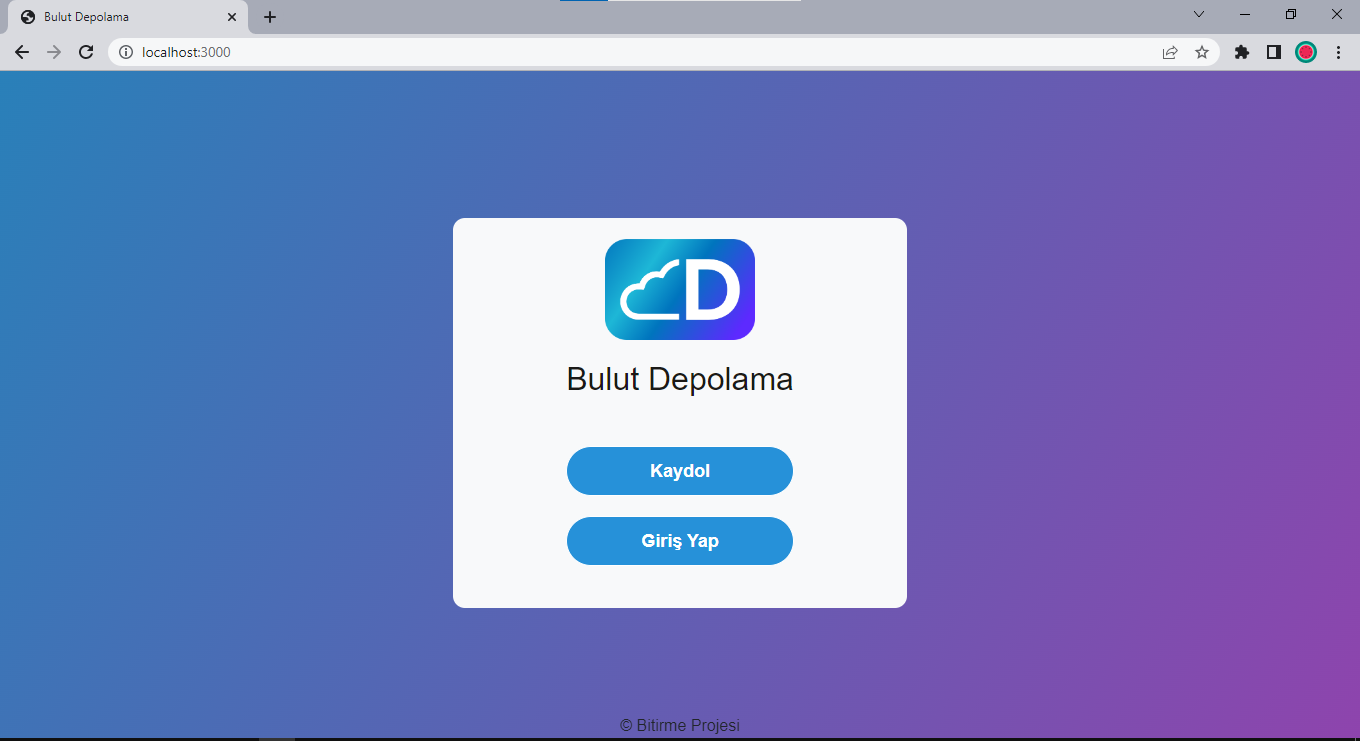 Bulut Depolama
localhost:3000
D
Bulut Depolama
Kaydol
Giriş Yap
© Bitirme Projesi